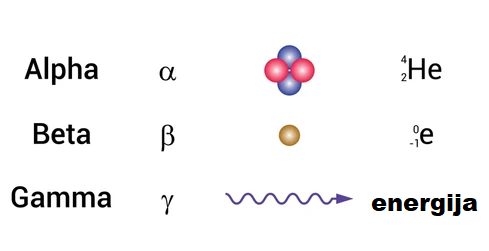 Alpha α ⁴₂He
Beta β ⁰₋₁e
Gamma γ energija